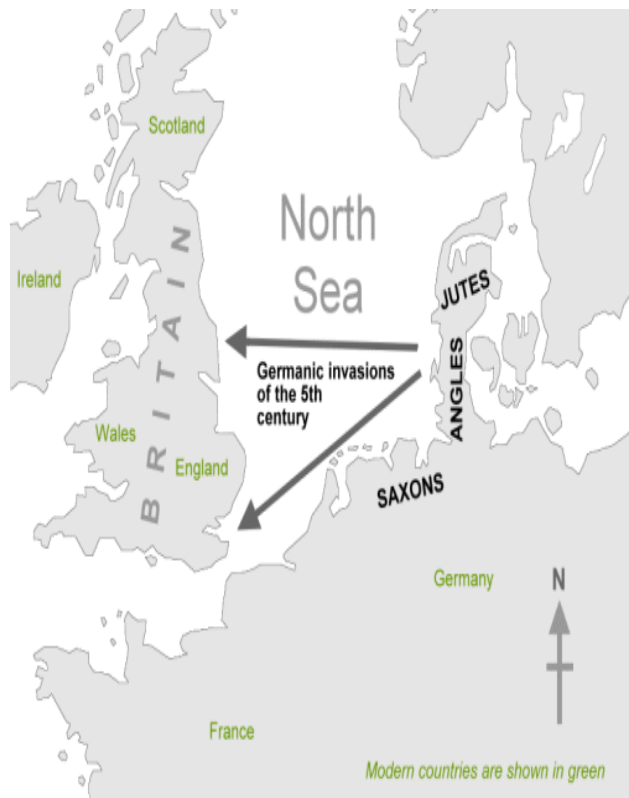 Scotland
North
Sea
Ireland
BRITAIN
JUTES
ANGLES
Germanic invasions
of the 5th
century
Wales
England
SAXONS
Germany
N
France
Modern countries are shown in green